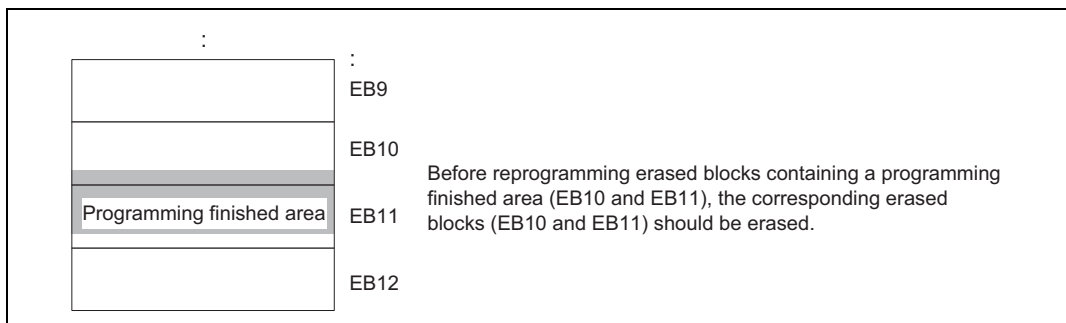 :
:
EB9
EB10
Before reprogramming erased blocks containing a programming
finished area (EB10 and EB11), the corresponding erased
blocks (EB10 and EB11) should be erased.
Programming finished area
EB11
EB12